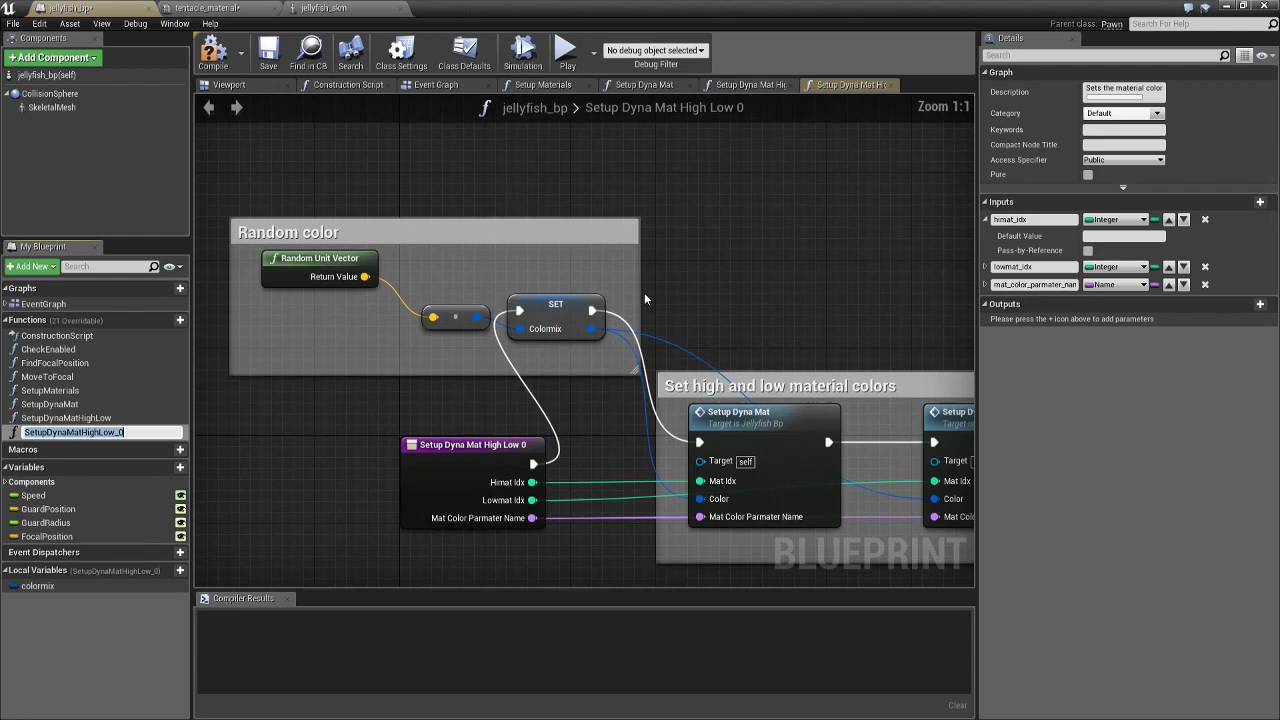 jellyfish_bp*
tentacle_material*
jellyfish_skm
File Edit Asset View Debug Window Help
Parent class: Pawn
Search For Help
Components
Details
+ Add Component
Compile
Save
Find in CB
Search
Class Settings
Class Defaults
Simulation
Play
No debug object selected
Debug Filter
Search
jellyfish_bp(self)
CollisionSphere
SkeletalMesh
Viewport
Construction Script
Event Graph
Setup Materials
Setup Dyna Mat
Setup Dyna Mat Hig
Setup Dyna Mat Hi
jellyfish_bp > Setup Dyna Mat High Low 0
Zoom 1:1
Graph
Description
Sets the material color
Category
Default
Keywords
Compact Node Title
Access Specifier
Public
Pure
Inputs
himat_idx
Integer
Default Value
Pass-by-Reference
lowmat_idx
Integer
mat_color_parmater_nam
Name
Outputs
Please press the + icon above to add parameters
My Blueprint
+ Add New
Search
Graphs
EventGraph
Functions (21 Overridable)
ConstructionScript
CheckEnabled
FindFocalPosition
MoveToFocal
SetupMaterials
SetupDynaMat
SetupDynaMatHighLow
SetupDynaMatHighLow_0
Macros
Variables
Components
Speed
GuardPosition
GuardRadius
FocalPosition
Event Dispatchers
Local Variables (SetupDynaMatHighLow_0)
colormix
Random color
Random Unit Vector
Return Value
SET
Colormix
Setup Dyna Mat High Low 0
Himat Idx
Lowmat Idx
Mat Color Parmater Name
Set high and low material colors
Setup Dyna Mat
Target is Jellyfish Bp
Target self
Mat Idx
Color
Mat Color Parmater Name
Setup D
Target is J
Target
Mat Idx
Color
Mat Colo
BLUEPRINT
Compiler Results
Clear